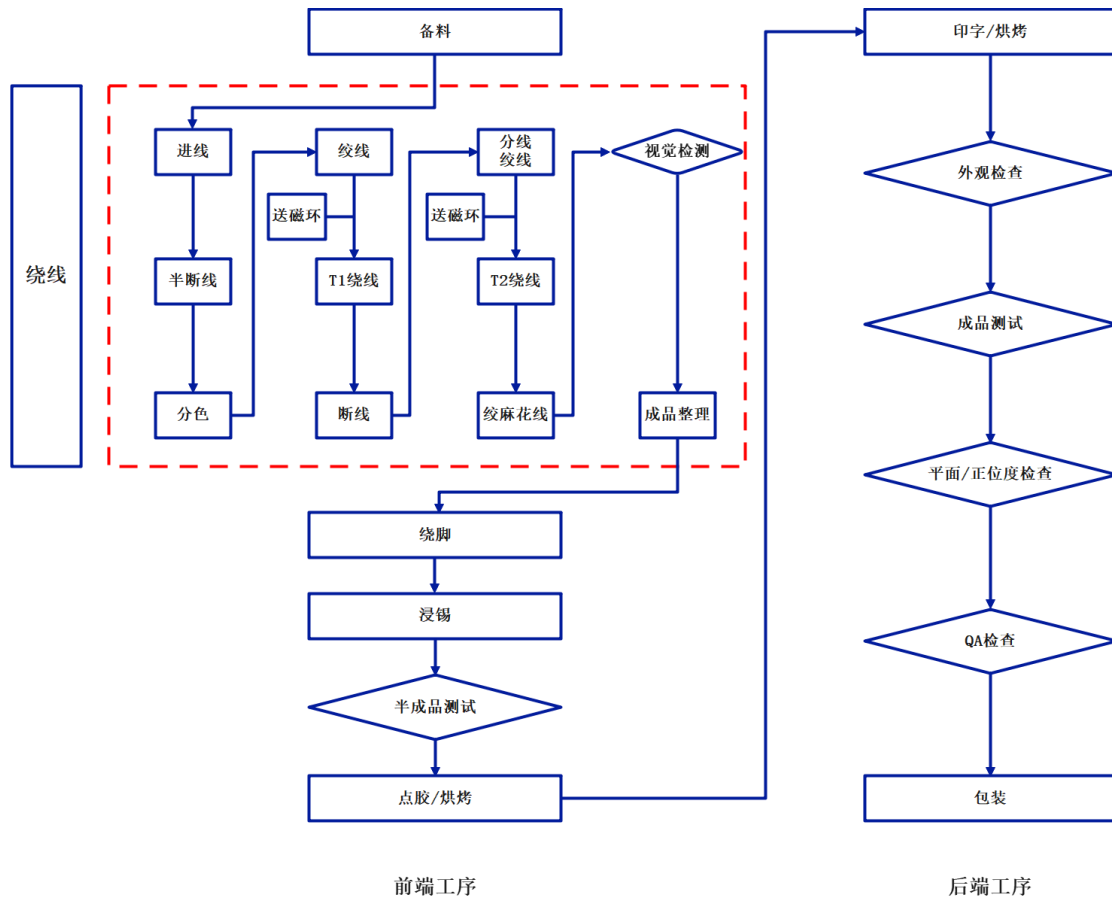 备料
绕线
进线
半断线
分色
绞线
送磁环
T1绕线
断线
分线
绞线
送磁环
T2绕线
绞麻花线
视觉检测
成品整理
绕脚
浸锡
半成品测试
点胶/烘烤
前端工序
印字/烘烤
外观检查
成品测试
平面/正位度检查
QA检查
包装
后端工序